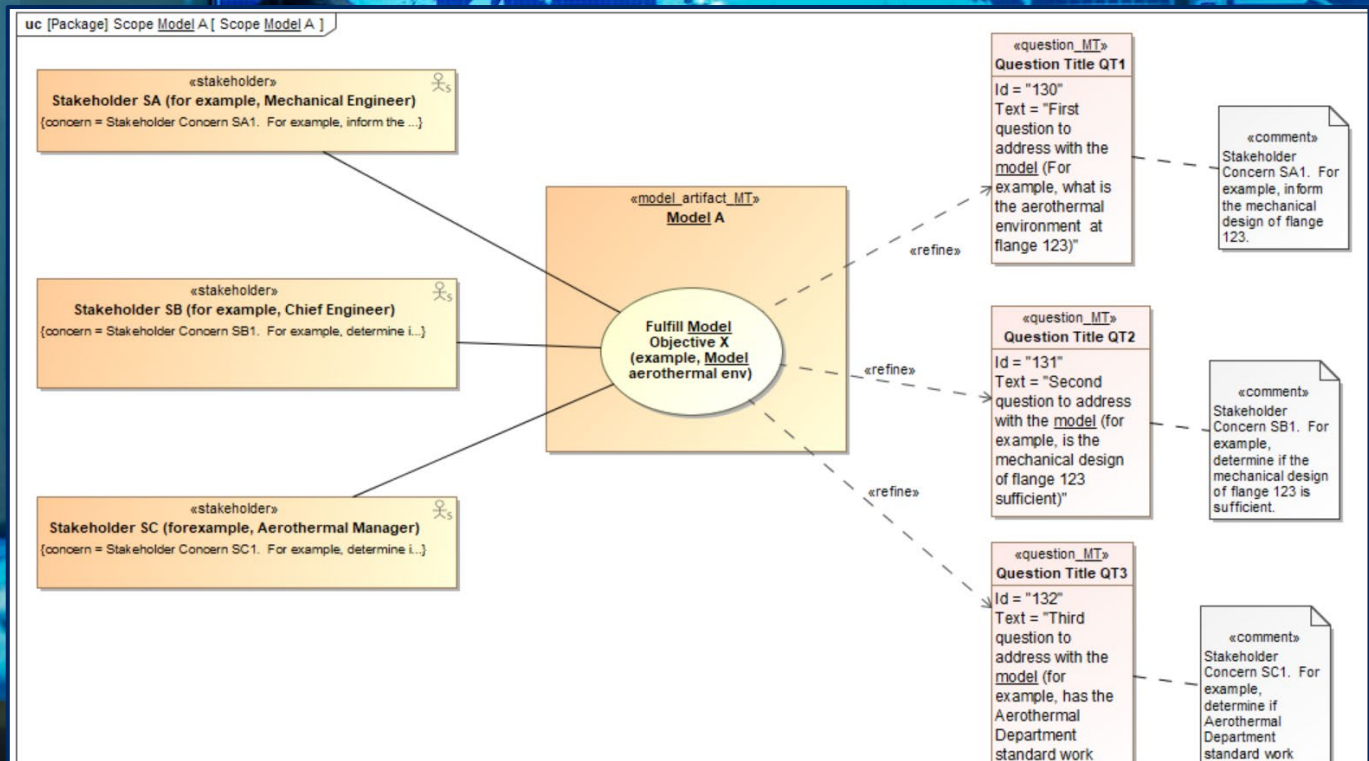 uc [Package] Scope Model A [ Scope Model A ]
«stakeholder»
Stakeholder SA (for example, Mechanical Engineer)
{concern = Stakeholder Concern SA1.  For example, inform the ...}
«stakeholder»
Stakeholder SB (for example, Chief Engineer)
{concern = Stakeholder Concern SB1.  For example, determine i...}
«stakeholder»
Stakeholder SC (forexample, Aerothermal Manager)
{concern = Stakeholder Concern SC1.  For example, determine i...}
«model_artifact_MT»
Model A
Fulfill Model
Objective X
(example, Model
aerothermal env)
«refine»
«refine»
«refine»
«question_MT»
Question Title QT1
Id = "130"
Text = "First
question to
address with the
model (For
example, what is
the aerothermal
environment  at
flange 123)"
«comment»
Stakeholder
Concern SA1.  For
example, inform
the mechanical
design of flange
123.
«question_MT»
Question Title QT2
Id = "131"
Text = "Second
question to address
with the model (for
example, is the
mechanical design
of flange 123
sufficient)"
«comment»
Stakeholder
Concern SB1.  For
example,
determine if the
mechanical design
of flange 123 is
sufficient.
«question_MT»
Question Title QT3
Id = "132"
Text = "Third
question to
address with the
model (for
example, has the
Aerothermal
Department
standard work
«comment»
Stakeholder
Concern SC1.  For
example,
determine if
Aerothermal
Department
standard work